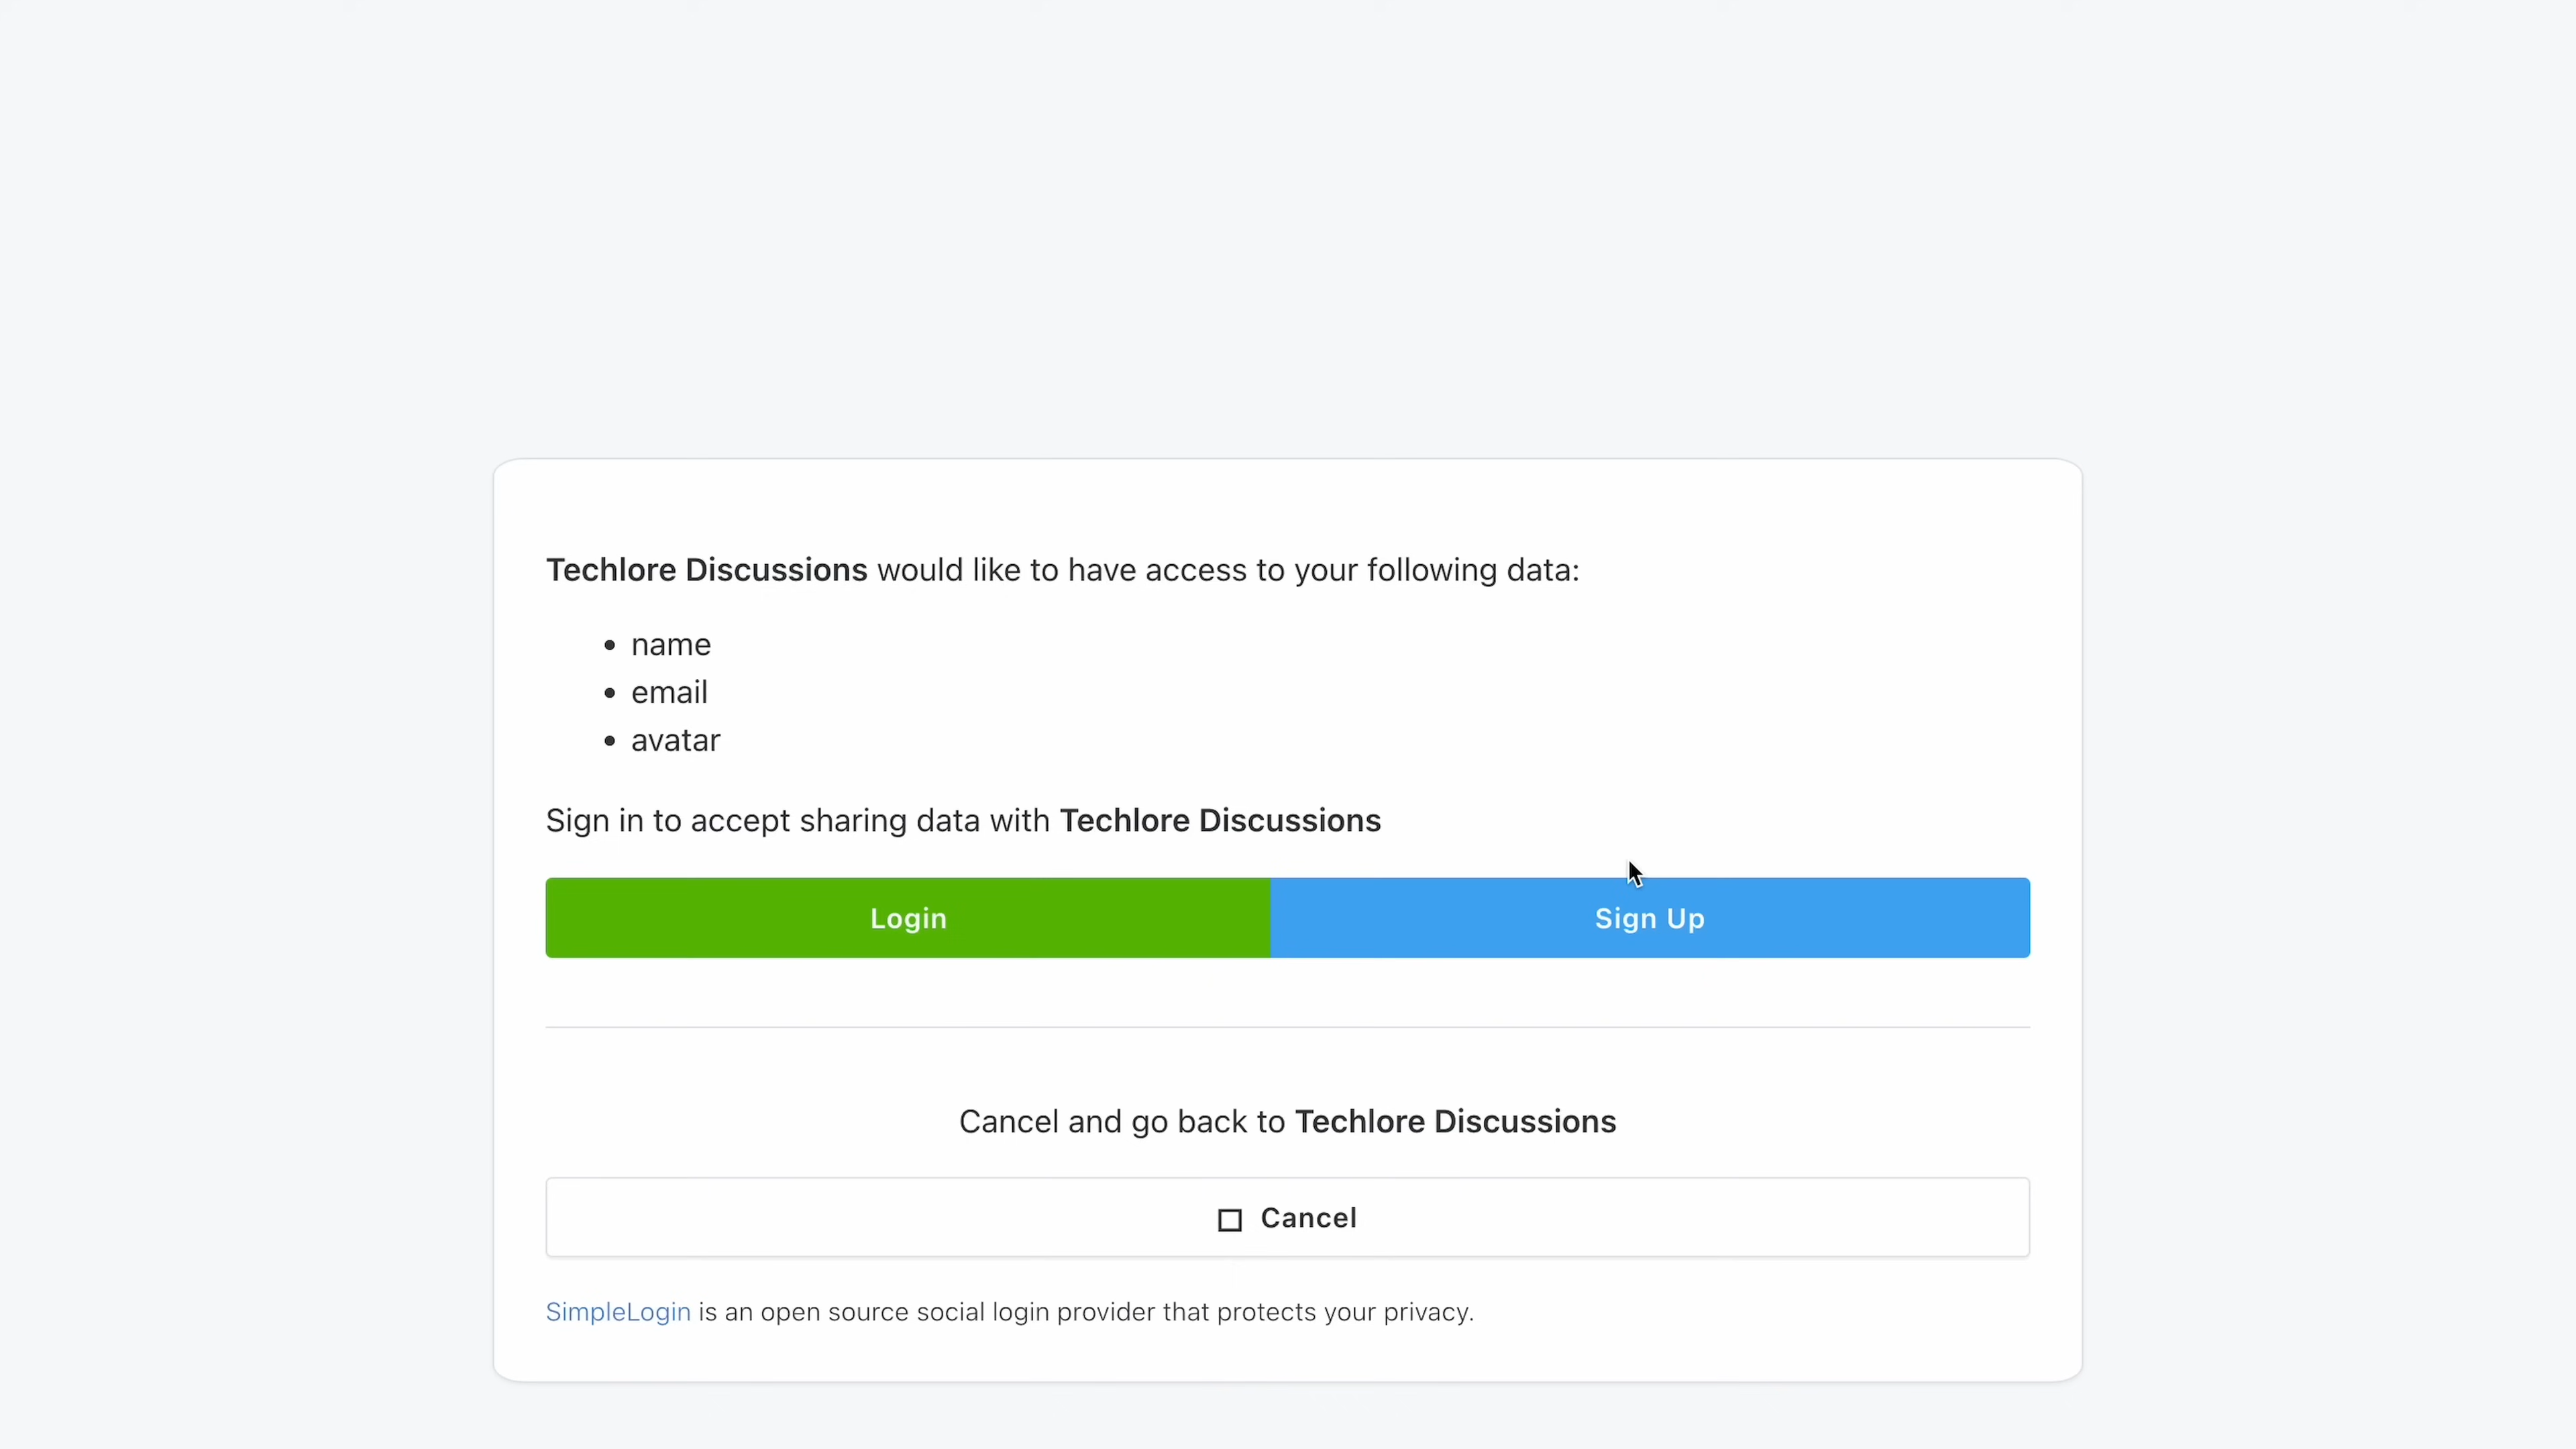 Techlore Discussions would like to have access to your following data:
name
email
avatar
Sign in to accept sharing data with Techlore Discussions
Login
Sign Up
Cancel and go back to Techlore Discussions
Cancel
SimpleLogin is an open source social login provider that protects your privacy.